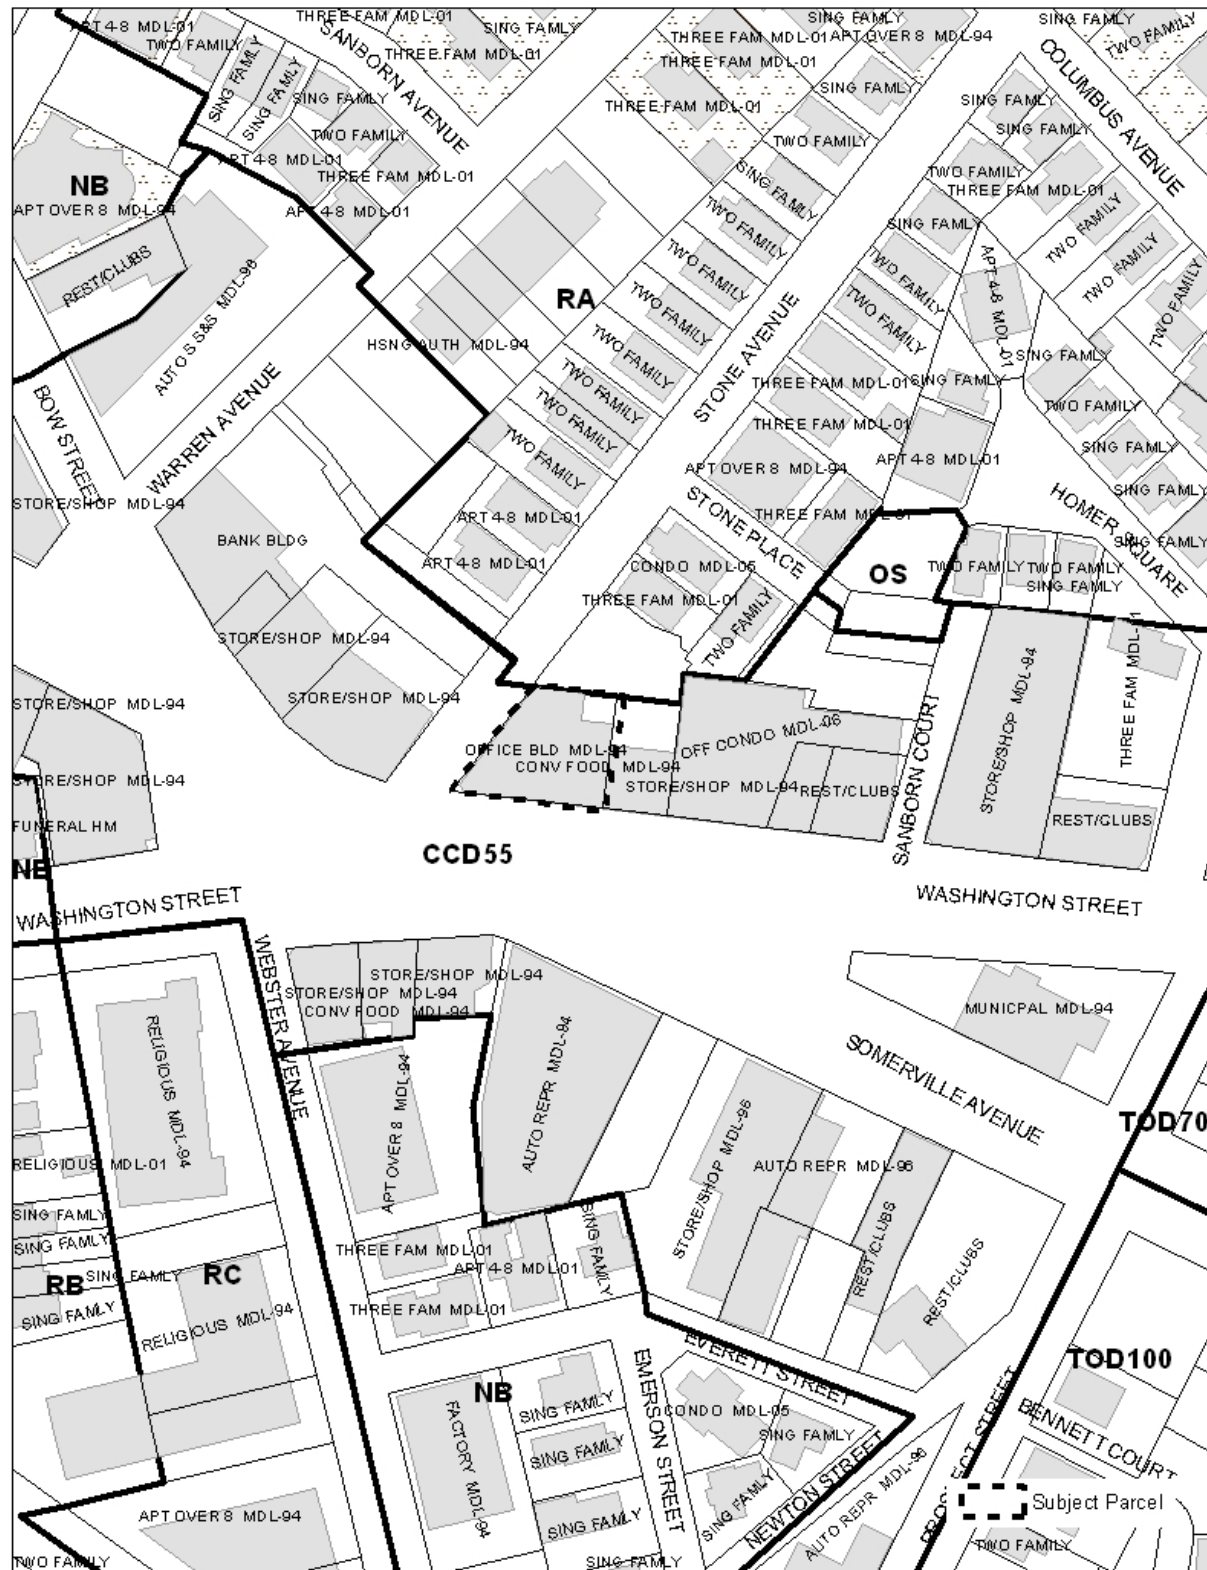 THREE FAM MDL-01
SING FAMLY
SING FAMLY
SING FAMLY
APT 4-8 MDL-01
TWO FAMILY
SANBORN AVENUE
THREE FAM MDL-01
THREE FAM MDL-01
APT OVER 8 MDL-94
COLUMBUS AVENUE
TWO FAMILY
THREE FAM MDL-01
SING FAMLY
SING FAMLY
SING FAMLY
THREE FAM MDL-01
SING FAMLY
SING FAMLY
TWO FAMILY
TWO FAMILY
SING FAMLY
APT 4-8 MDL-01
THREE FAM MDL-01
SING FAMLY
TWO FAMILY
THREE FAM MDL-01
NB
APT OVER 8 MDL-94
APT 4-8 MDL-01
TWO FAMILY
SING FAMLY
TWO FAMILY
REST/CLUBS
TWO FAMILY
TWO FAMILY
APT 4-8 MDL-01
TWO FAMILY
TWO FAMILY
AUTO S S&S MDL-96
RA
TWO FAMILY
TWO FAMILY
HSNG AUTH MDL-94
TWO FAMILY
STONE AVENUE
SING FAMLY
BOW STREET
WARREN AVENUE
TWO FAMILY
THREE FAM MDL-01
SING FAMLY
TWO FAMILY
TWO FAMILY
THREE FAM MDL-01
TWO FAMILY
SING FAMLY
APT OVER 8 MDL-94
APT 4-8 MDL-01
STORE/SHOP MDL-94
STONE PLACE
HOMER SQUARE
SING FAMLY
APT 4-8 MDL-01
THREE FAM MDL-01
BANK BLDG
SING FAMLY
APT 4-8 MDL-01
CONDO MDL-05
OS
TWO FAMILY
TWO FAMILY
SING FAMLY
THREE FAM MDL-01
TWO FAMILY
STORE/SHOP MDL-94
STORE/SHOP MDL-94
STORE/SHOP MDL-94
STORE/SHOP MDL-94
THREE FAM MDL-01
OFF CONDO MDL-06
SANBORN COURT
OFFICE BLD MDL-94
CONV FOOD MDL-94
STORE/SHOP MDL-94
STORE/SHOP MDL-94
REST/CLUBS
REST/CLUBS
FUNERAL HM
CCD55
NB
WASHINGTON STREET
WASHINGTON STREET
WEBSTER AVENUE
STORE/SHOP MDL-94
STORE/SHOP MDL-94
CONV FOOD MDL-94
MUNICPAL MDL-94
RELIGIOUS MDL-94
AUTO REPR MDL-94
SOMERVILLE AVENUE
APT OVER 8 MDL-94
TOD70
RELIGIOUS MDL-01
STORE/SHOP MDL-96
AUTO REPR MDL-96
SING FAMLY
SING FAMLY
SING FAMLY
THREE FAM MDL-01
APT 4-8 MDL-01
REST/CLUBS
REST/CLUBS
RB
SING FAMLY
RC
SING FAMLY
THREE FAM MDL-01
RELIGIOUS MDL-94
EVERETT STREET
TOD100
NB
EMERSON STREET
SING FAMLY
CONDO MDL-05
SING FAMLY
BENNETT COURT
FACTORY MDL-94
SING FAMLY
SING FAMLY
NEWTON STREET
AUTO REPR MDL-96
PROSPECT STREET
Subject Parcel
APT OVER 8 MDL-94
SING FAMLY
TWO FAMILY
TWO FAMILY
SING FAMLY